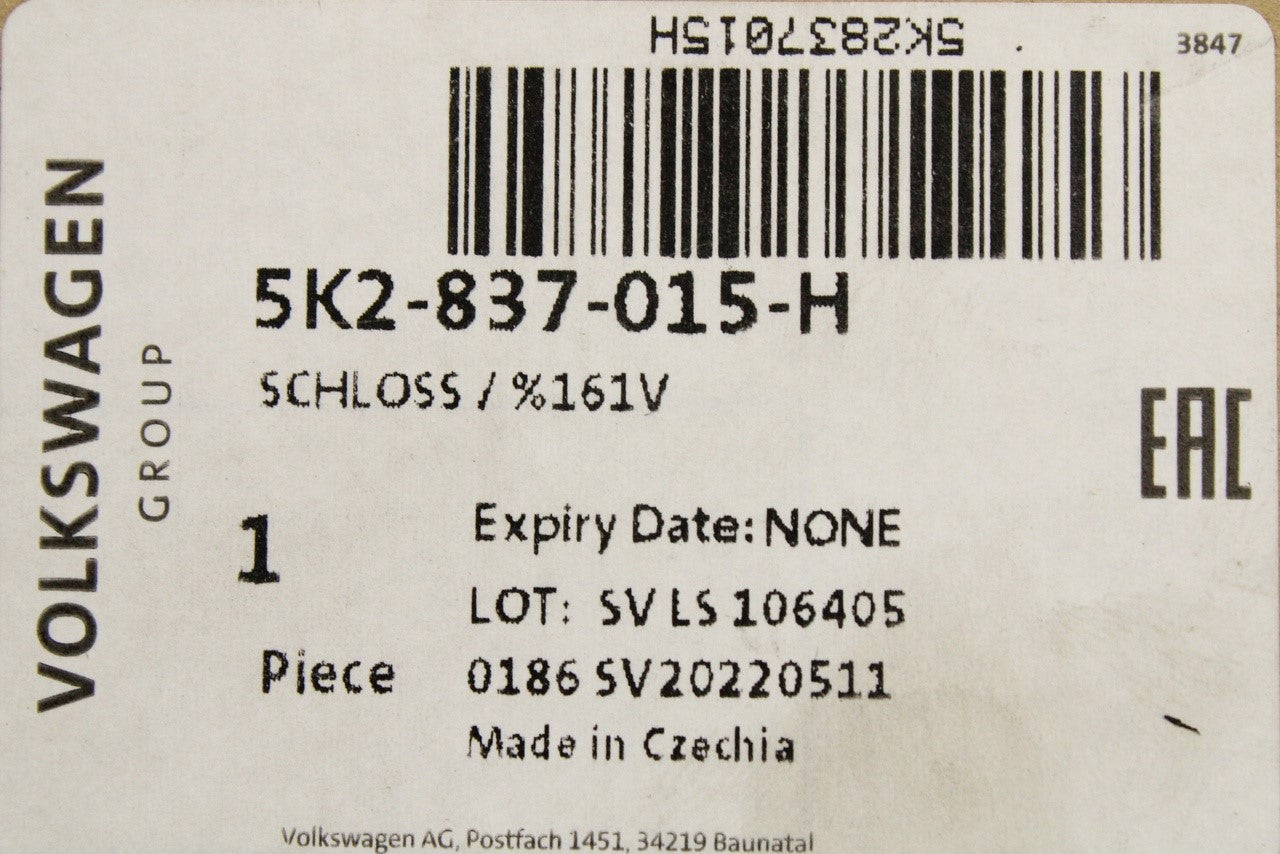 5K2837015H
3847
VOLKSWAGEN
GROUP
5K2-837-015-H
SCHLOSS / %161V
EAC
1
Expiry Date: NONE
LOT: SV LS 106405
Piece
0186 SV20220511
Made in Czechia
Volkswagen AG, Postfach 1451, 34219 Baunatal